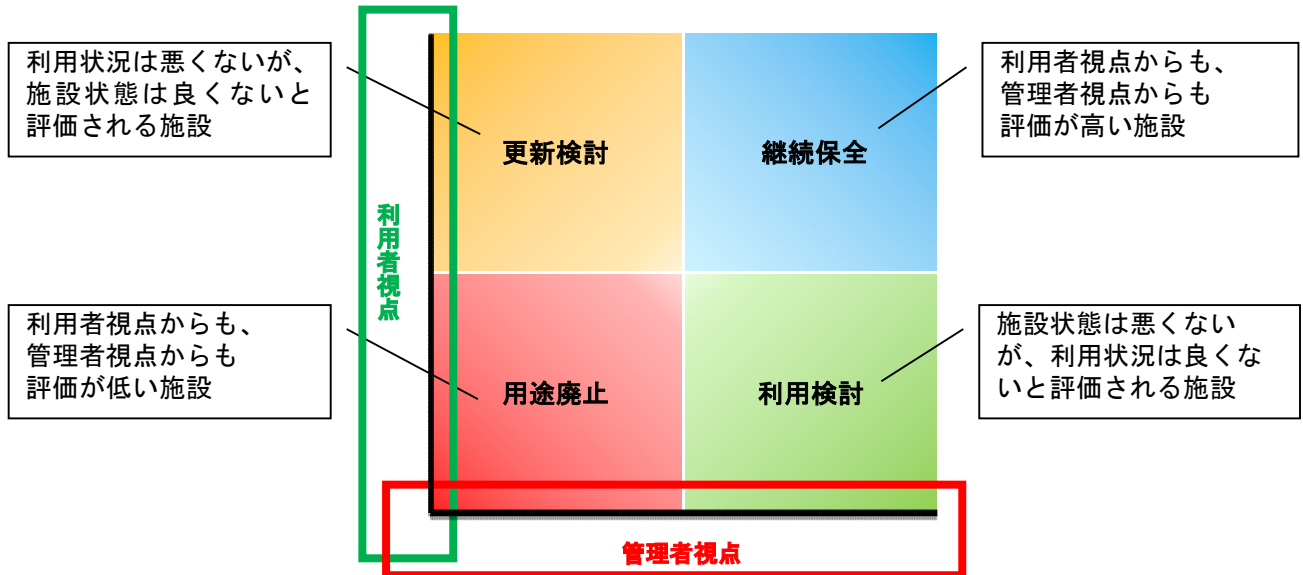 利用状況は悪くないが、
施設状態は良くないと
評価される施設
利用者視点からも、
管理者視点からも
評価が高い施設
更新検討
継続保全
利用者視点
利用者視点からも、
管理者視点からも
評価が低い施設
施設状態は悪くない
が、利用状況は良くな
いと評価される施設
用途廃止
利用検討
管理者視点